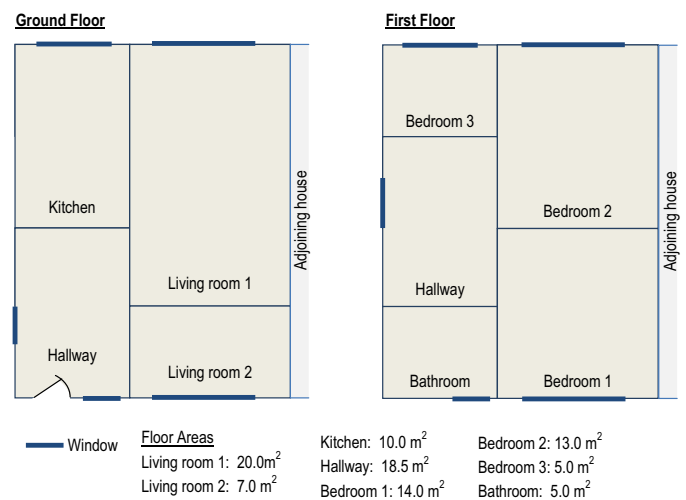 Ground Floor
First Floor
Kitchen
Living room 1
Hallway
Living room 2
Adjoining house
Bedroom 3
Bedroom 2
Hallway
Bathroom
Bedroom 1
Adjoining house
Window
Floor Areas
Living room 1: 20.0m²
Living room 2: 7.0 m²
Kitchen: 10.0 m²
Hallway: 18.5 m²
Bedroom 1: 14.0 m²
Bedroom 2: 13.0 m²
Bedroom 3: 5.0 m²
Bathroom: 5.0 m²